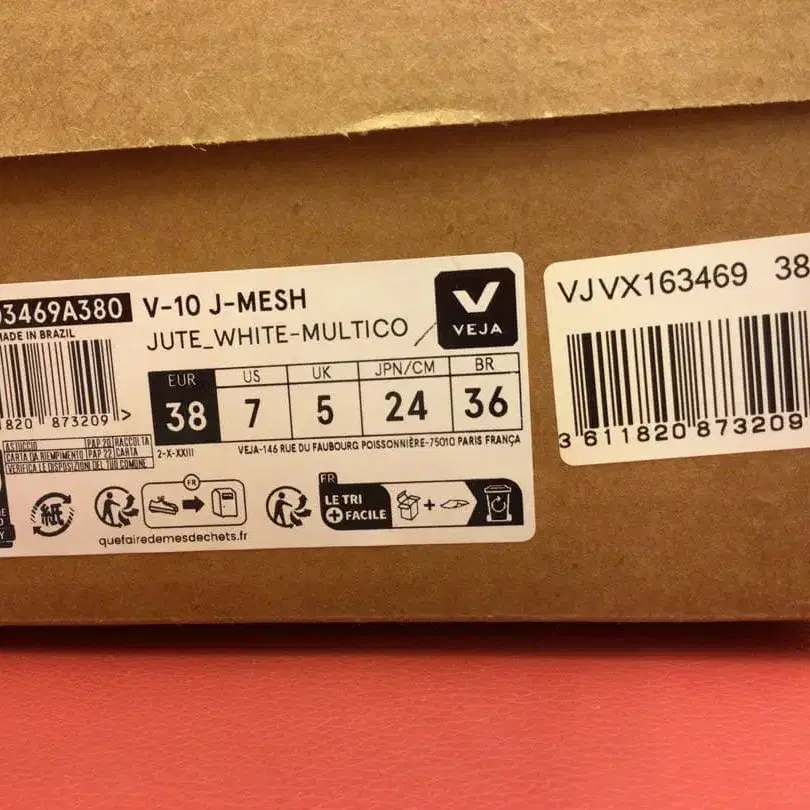 03469A380 V-10 J-MESH
MADE IN BRAZIL
JUTE_WHITE-MULTICO
VEJA
EUR US UK JPN/CM BR
38 7 5 24 36
820 873209 >
ASTUCCIO PAP 20 RACCOLTA
CARTA DA RIEMPIMENTO PAP 22 CARTA
VERIFICA LE DISPOSIZIONI DEL TUO COMUNE
2-X-XXIII
VEJA-146 RUE DU FAUBOURG POISSONNIÈRE-75010 PARIS FRANÇA
紙
FR
quefairedemesdechets.fr
FR
LE TRI
+ FACILE
VJVX163469 38
3 611820 873209